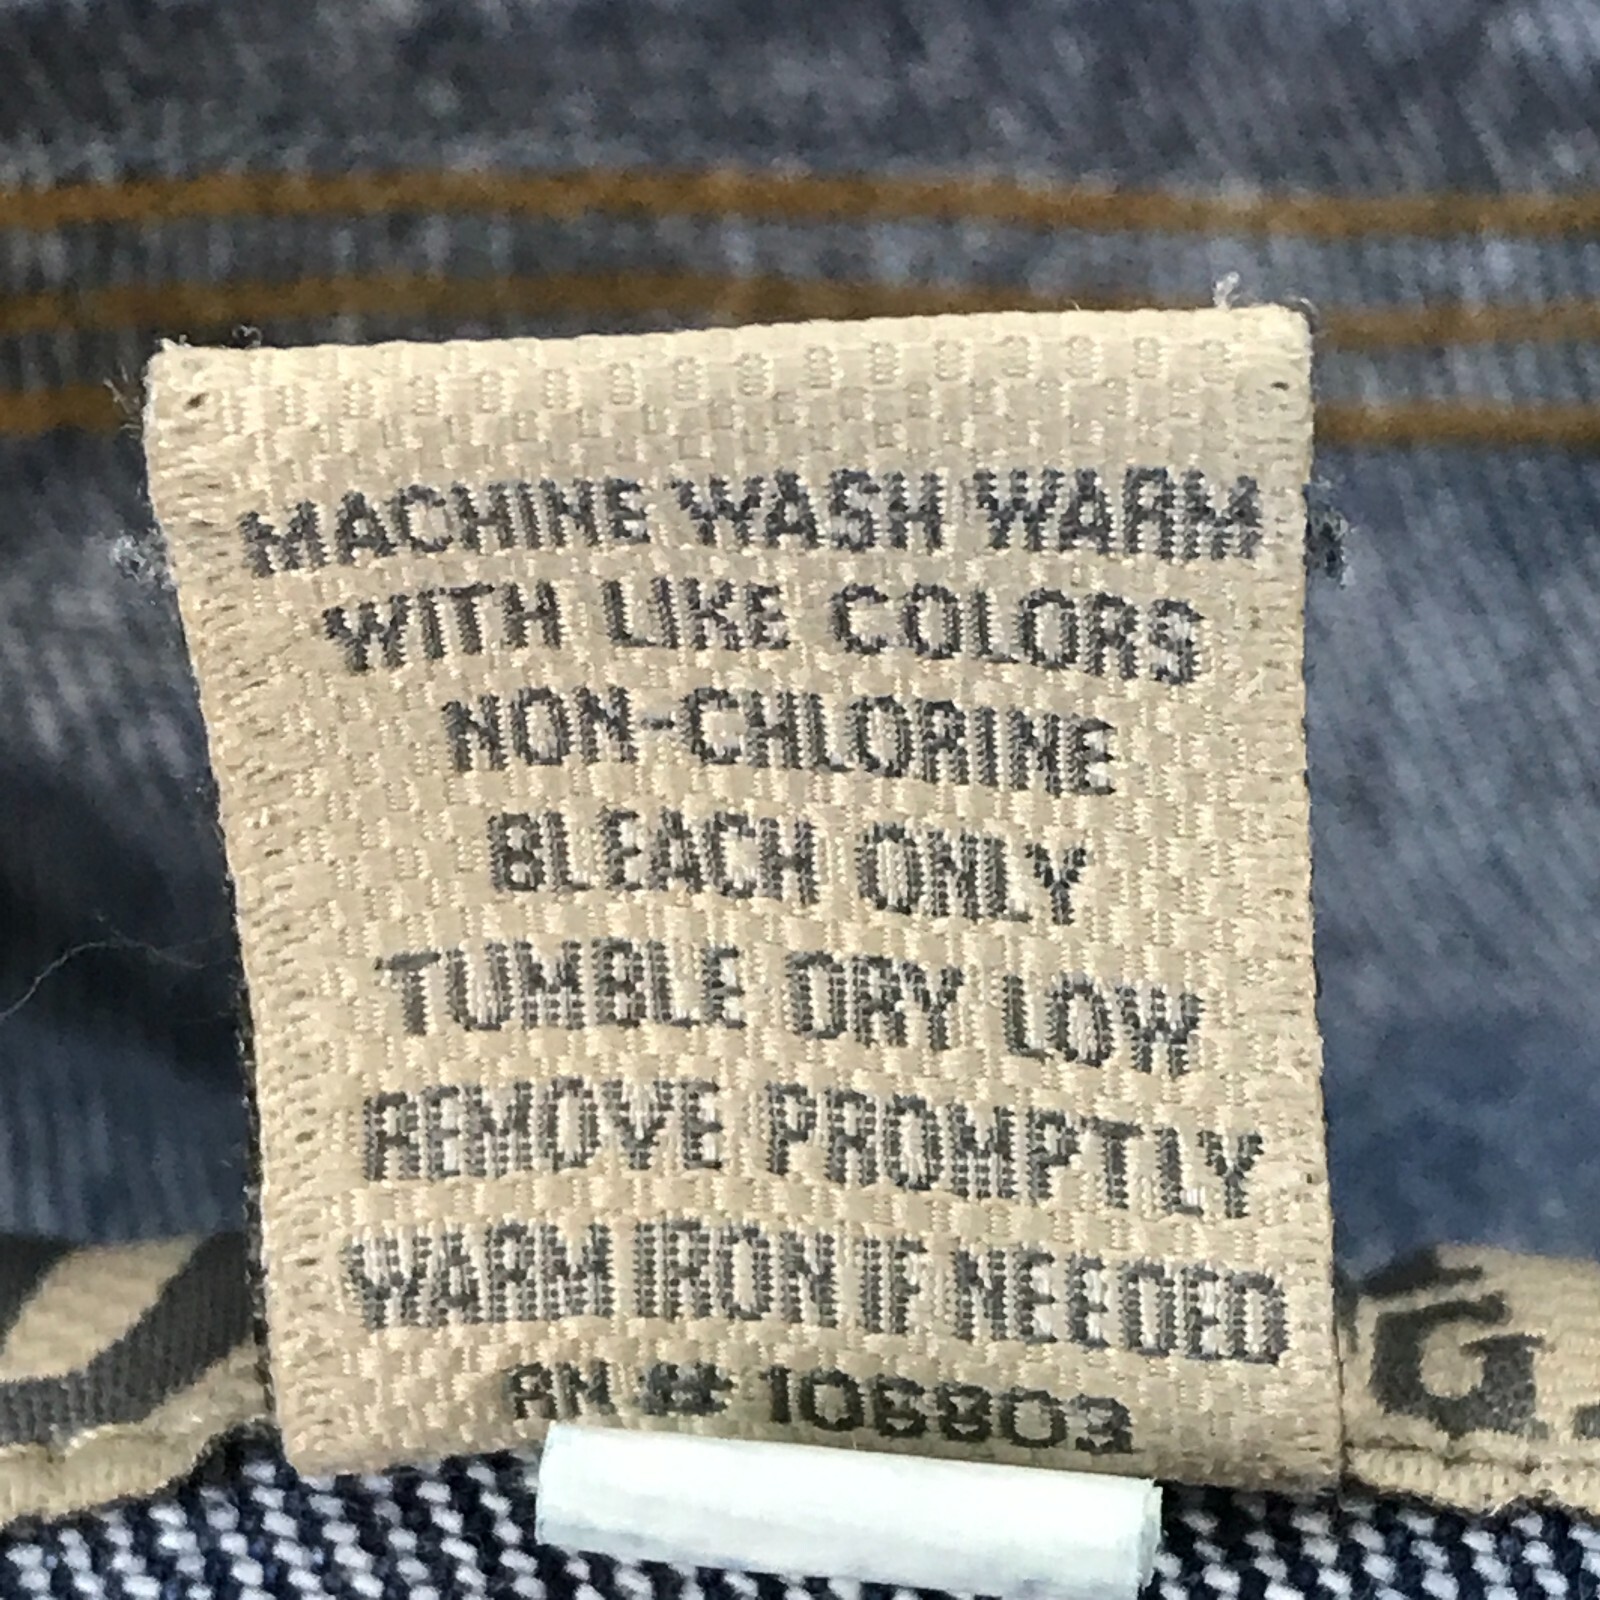 MACHINE WASH WARM
WITH LIKE COLORS
NON-CHLORINE
BLEACH ONLY
TUMBLE DRY LOW
REMOVE PROMPTLY
WARM IRON IF NEEDED
RN # 106803